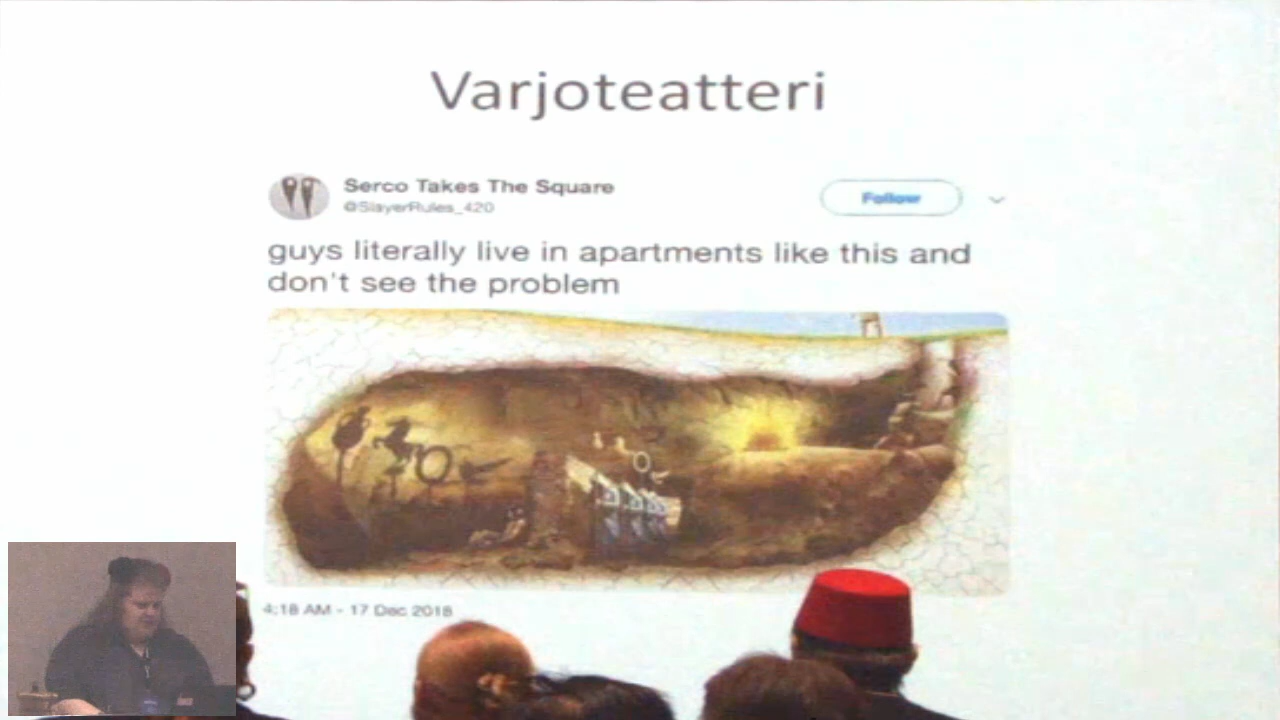 Varjoteatteri
Serco Takes The Square
@SlayerRules_420
Follow
guys literally live in apartments like this and
don't see the problem
4:18 AM - 17 Dec 2018